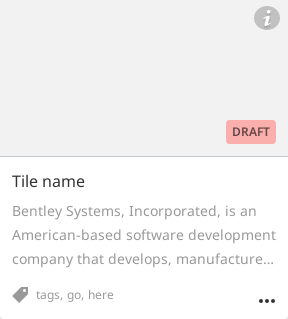 DRAFT
Tile name
Bentley Systems, Incorporated, is an
American-based software development
company that develops, manufacture...
tags, go, here